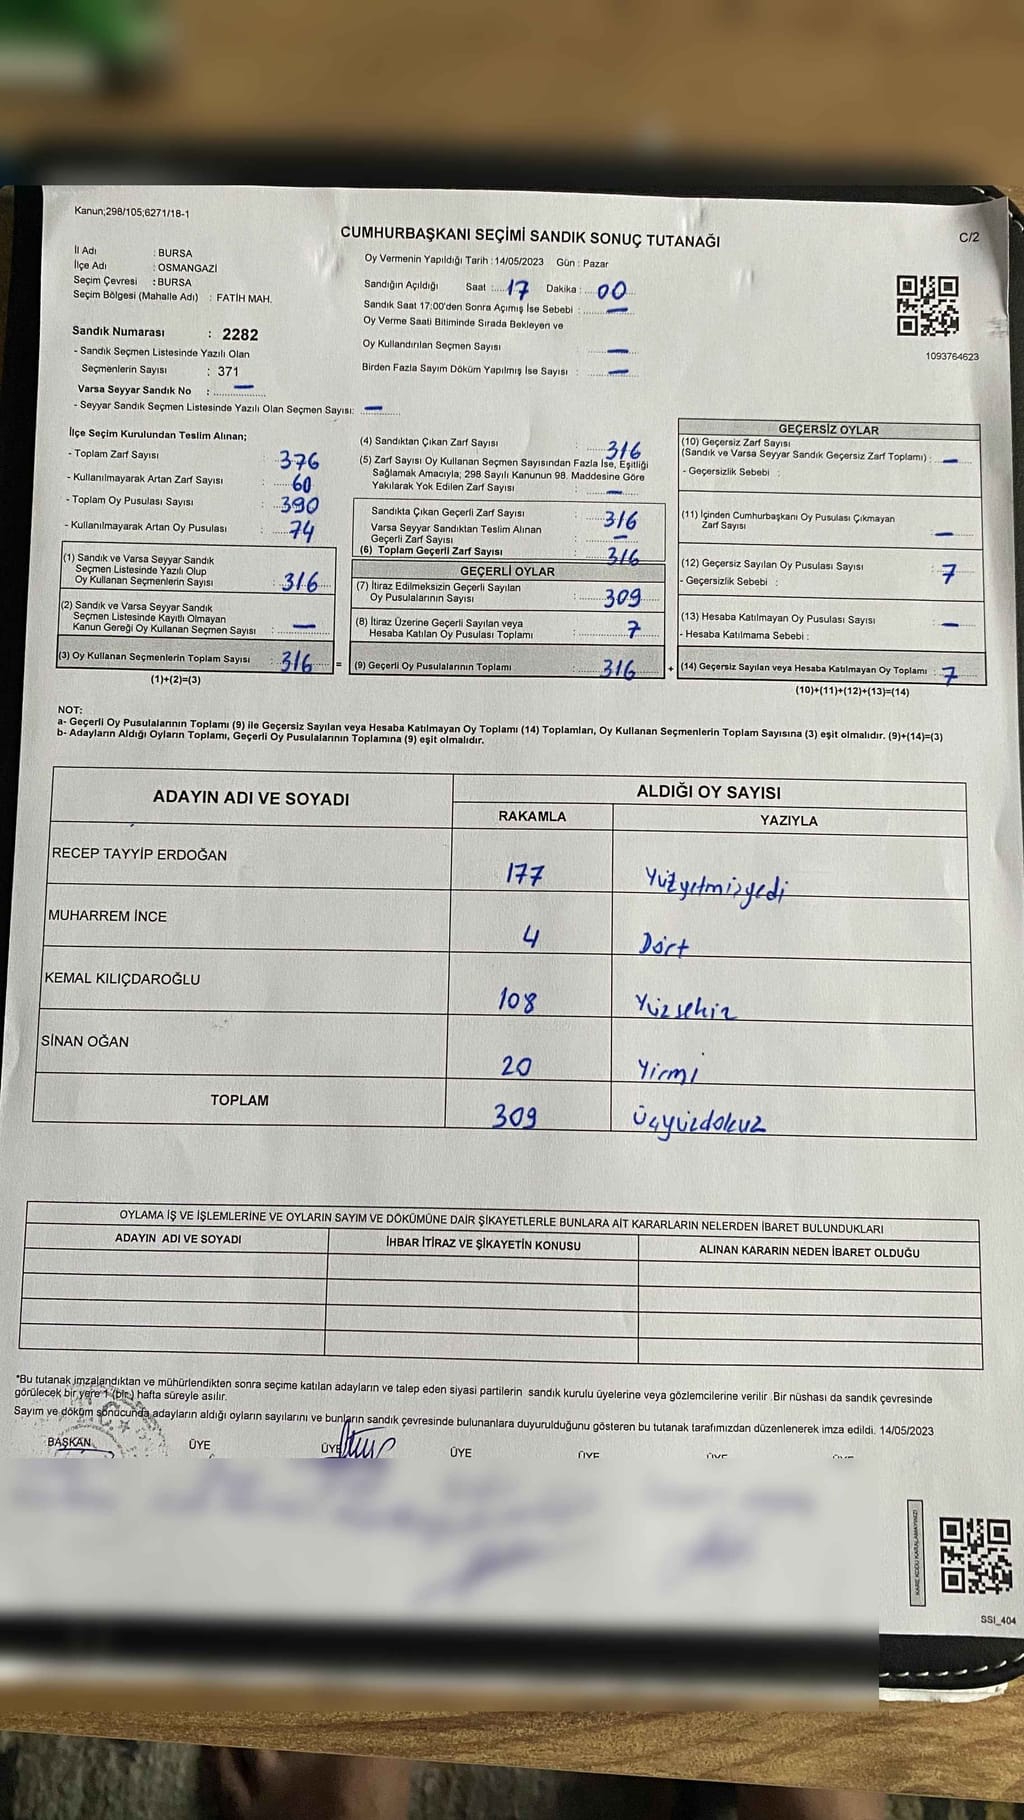 Kanun;298/105;6271/18-1
CUMHURBAŞKANI SEÇİMİ SANDIK SONUÇ TUTANAĞI
C/2
İl Adı : BURSA
İlçe Adı : OSMANGAZİ
Seçim Çevresi : BURSA
Seçim Bölgesi (Mahalle Adı) : FATİH MAH.
Sandık Numarası : 2282
- Sandık Seçmen Listesinde Yazılı Olan
Seçmenlerin Sayısı : 371
Varsa Seyyar Sandık No : —
- Seyyar Sandık Seçmen Listesinde Yazılı Olan Seçmen Sayısı: —
Oy Vermenin Yapıldığı Tarih : 14/05/2023 Gün : Pazar
Sandığın Açıldığı Saat : 17 Dakika : 00
Sandık Saat 17:00'den Sonra Açımış İse Sebebi : —
Oy Verme Saati Bitiminde Sırada Bekleyen ve
Oy Kullandırılan Seçmen Sayısı —
Birden Fazla Sayım Döküm Yapılmış İse Sayısı : —
1093764623
İlçe Seçim Kurulundan Teslim Alınan;
- Toplam Zarf Sayısı : 376
- Kullanılmayarak Artan Zarf Sayısı : 60
- Toplam Oy Pusulası Sayısı : 390
- Kullanılmayarak Artan Oy Pusulası : 74
(1) Sandık ve Varsa Seyyar Sandık
Seçmen Listesinde Yazılı Olup
Oy Kullanan Seçmenlerin Sayısı : 316
(2) Sandık ve Varsa Seyyar Sandık
Seçmen Listesinde Kayıtlı Olmayan
Kanun Gereği Oy Kullanan Seçmen Sayısı : —
(3) Oy Kullanan Seçmenlerin Toplam Sayısı : 316 =
(1)+(2)=(3)
(4) Sandıktan Çıkan Zarf Sayısı : 316
(5) Zarf Sayısı Oy Kullanan Seçmen Sayısından Fazla İse, Eşitliği
Sağlamak Amacıyla; 298 Sayılı Kanunun 98. Maddesine Göre
Yakılarak Yok Edilen Zarf Sayısı : —
Sandıkta Çıkan Geçerli Zarf Sayısı : 316
Varsa Seyyar Sandıktan Teslim Alınan
Geçerli Zarf Sayısı : —
(6) Toplam Geçerli Zarf Sayısı : 316
GEÇERLİ OYLAR
(7) İtiraz Edilmeksizin Geçerli Sayılan
Oy Pusulalarının Sayısı : 309
(8) İtiraz Üzerine Geçerli Sayılan veya
Hesaba Katılan Oy Pusulası Toplamı : 7
(9) Geçerli Oy Pusulalarının Toplamı : 316 +
GEÇERSİZ OYLAR
(10) Geçersiz Zarf Sayısı
(Sandık ve Varsa Seyyar Sandık Geçersiz Zarf Toplamı) : —
- Geçersizlik Sebebi :
(11) İçinden Cumhurbaşkanı Oy Pusulası Çıkmayan
Zarf Sayısı —
(12) Geçersiz Sayılan Oy Pusulası Sayısı 7
- Geçersizlik Sebebi :
(13) Hesaba Katılmayan Oy Pusulası Sayısı : —
- Hesaba Katılmama Sebebi :
(14) Geçersiz Sayılan veya Hesaba Katılmayan Oy Toplamı : 7
(10)+(11)+(12)+(13)=(14)
NOT:
a- Geçerli Oy Pusulalarının Toplamı (9) ile Geçersiz Sayılan veya Hesaba Katılmayan Oy Toplamı (14) Toplamları, Oy Kullanan Seçmenlerin Toplam Sayısına (3) eşit olmalıdır. (9)+(14)=(3)
b- Adayların Aldığı Oyların Toplamı, Geçerli Oy Pusulalarının Toplamına (9) eşit olmalıdır.
ADAYIN ADI VE SOYADI
ALDIĞI OY SAYISI
RAKAMLA YAZIYLA
RECEP TAYYİP ERDOĞAN 177 Yüzyetmişyedi
MUHARREM İNCE 4 Dört
KEMAL KILIÇDAROĞLU 108 Yüzsekiz
SİNAN OĞAN 20 Yirmi
TOPLAM 309 Üçyüzdokuz
OYLAMA İŞ VE İŞLEMLERİNE VE OYLARIN SAYIM VE DÖKÜMÜNE DAİR ŞİKAYETLERLE BUNLARA AİT KARARLARIN NELERDEN İBARET BULUNDUKLARI
ADAYIN ADI VE SOYADI İHBAR İTİRAZ VE ŞİKAYETİN KONUSU ALINAN KARARIN NEDEN İBARET OLDUĞU
*Bu tutanak imzalandıktan ve mühürlendikten sonra seçime katılan adayların ve talep eden siyasi partilerin sandık kurulu üyelerine veya gözlemcilerine verilir .Bir nüshası da sandık çevresinde
görülecek bir yere 1 (bir) hafta süreyle asılır.
Sayım ve döküm sonucunda adayların aldığı oyların sayılarını ve bunların sandık çevresinde bulunanlara duyurulduğunu gösteren bu tutanak tarafımızdan düzenlenerek imza edildi. 14/05/2023
BAŞKAN ÜYE ÜYE ÜYE ÜYE ÜYE
KARE KODU KARALAMAYINIZ!
SSI_404